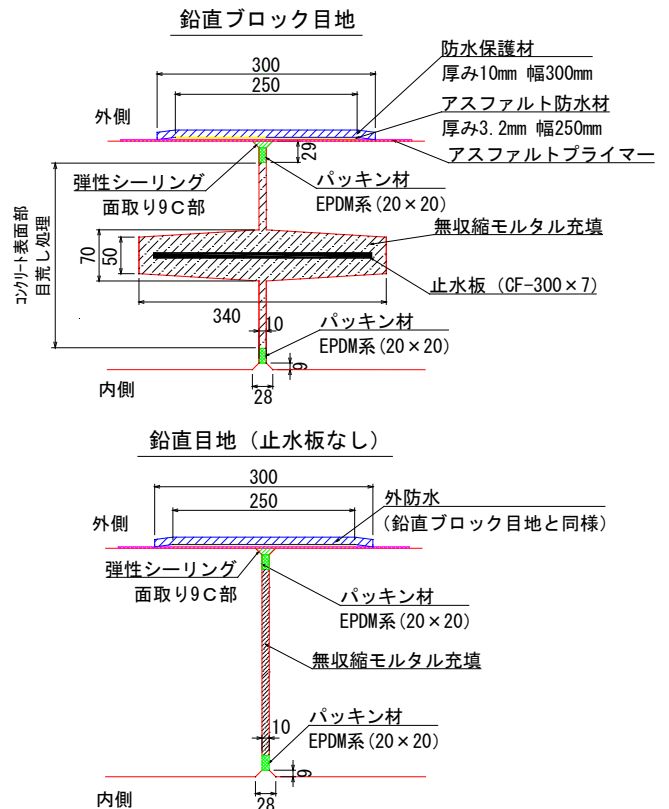 鉛直ブロック目地
300
250
外側
防水保護材
厚み10mm 幅300mm
アスファルト防水材
厚み3.2mm 幅250mm
アスファルトプライマー
29
弾性シーリング
面取り9C部
パッキン材
EPDM系(20×20)
コンクリート表面部
目荒し処理
70
50
無収縮モルタル充填
止水板（CF-300×7）
340
10
パッキン材
EPDM系(20×20)
9
内側
28
鉛直目地（止水板なし）
300
250
外側
外防水
（鉛直ブロック目地と同様）
弾性シーリング
面取り9C部
パッキン材
EPDM系(20×20)
無収縮モルタル充填
10
パッキン材
EPDM系(20×20)
9
内側
28